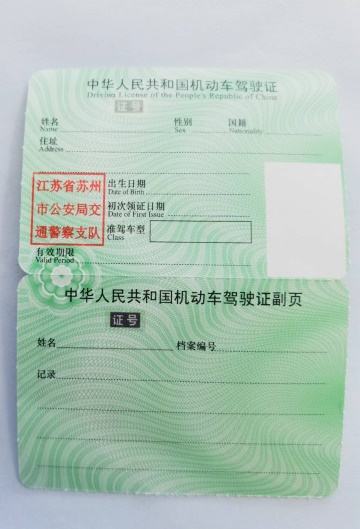 中华人民共和国机动车驾驶证
Driving License of the People's Republic of China
证号
姓名 性别 国籍
Name Sex Nationality
住址
Address
江苏省苏州
市公安局交
通警察支队
出生日期
Date of Birth
初次领证日期
Date of First Issue
准驾车型
Class
有效期限
Valid Period
中华人民共和国机动车驾驶证副页
证号
姓名 档案编号
记录